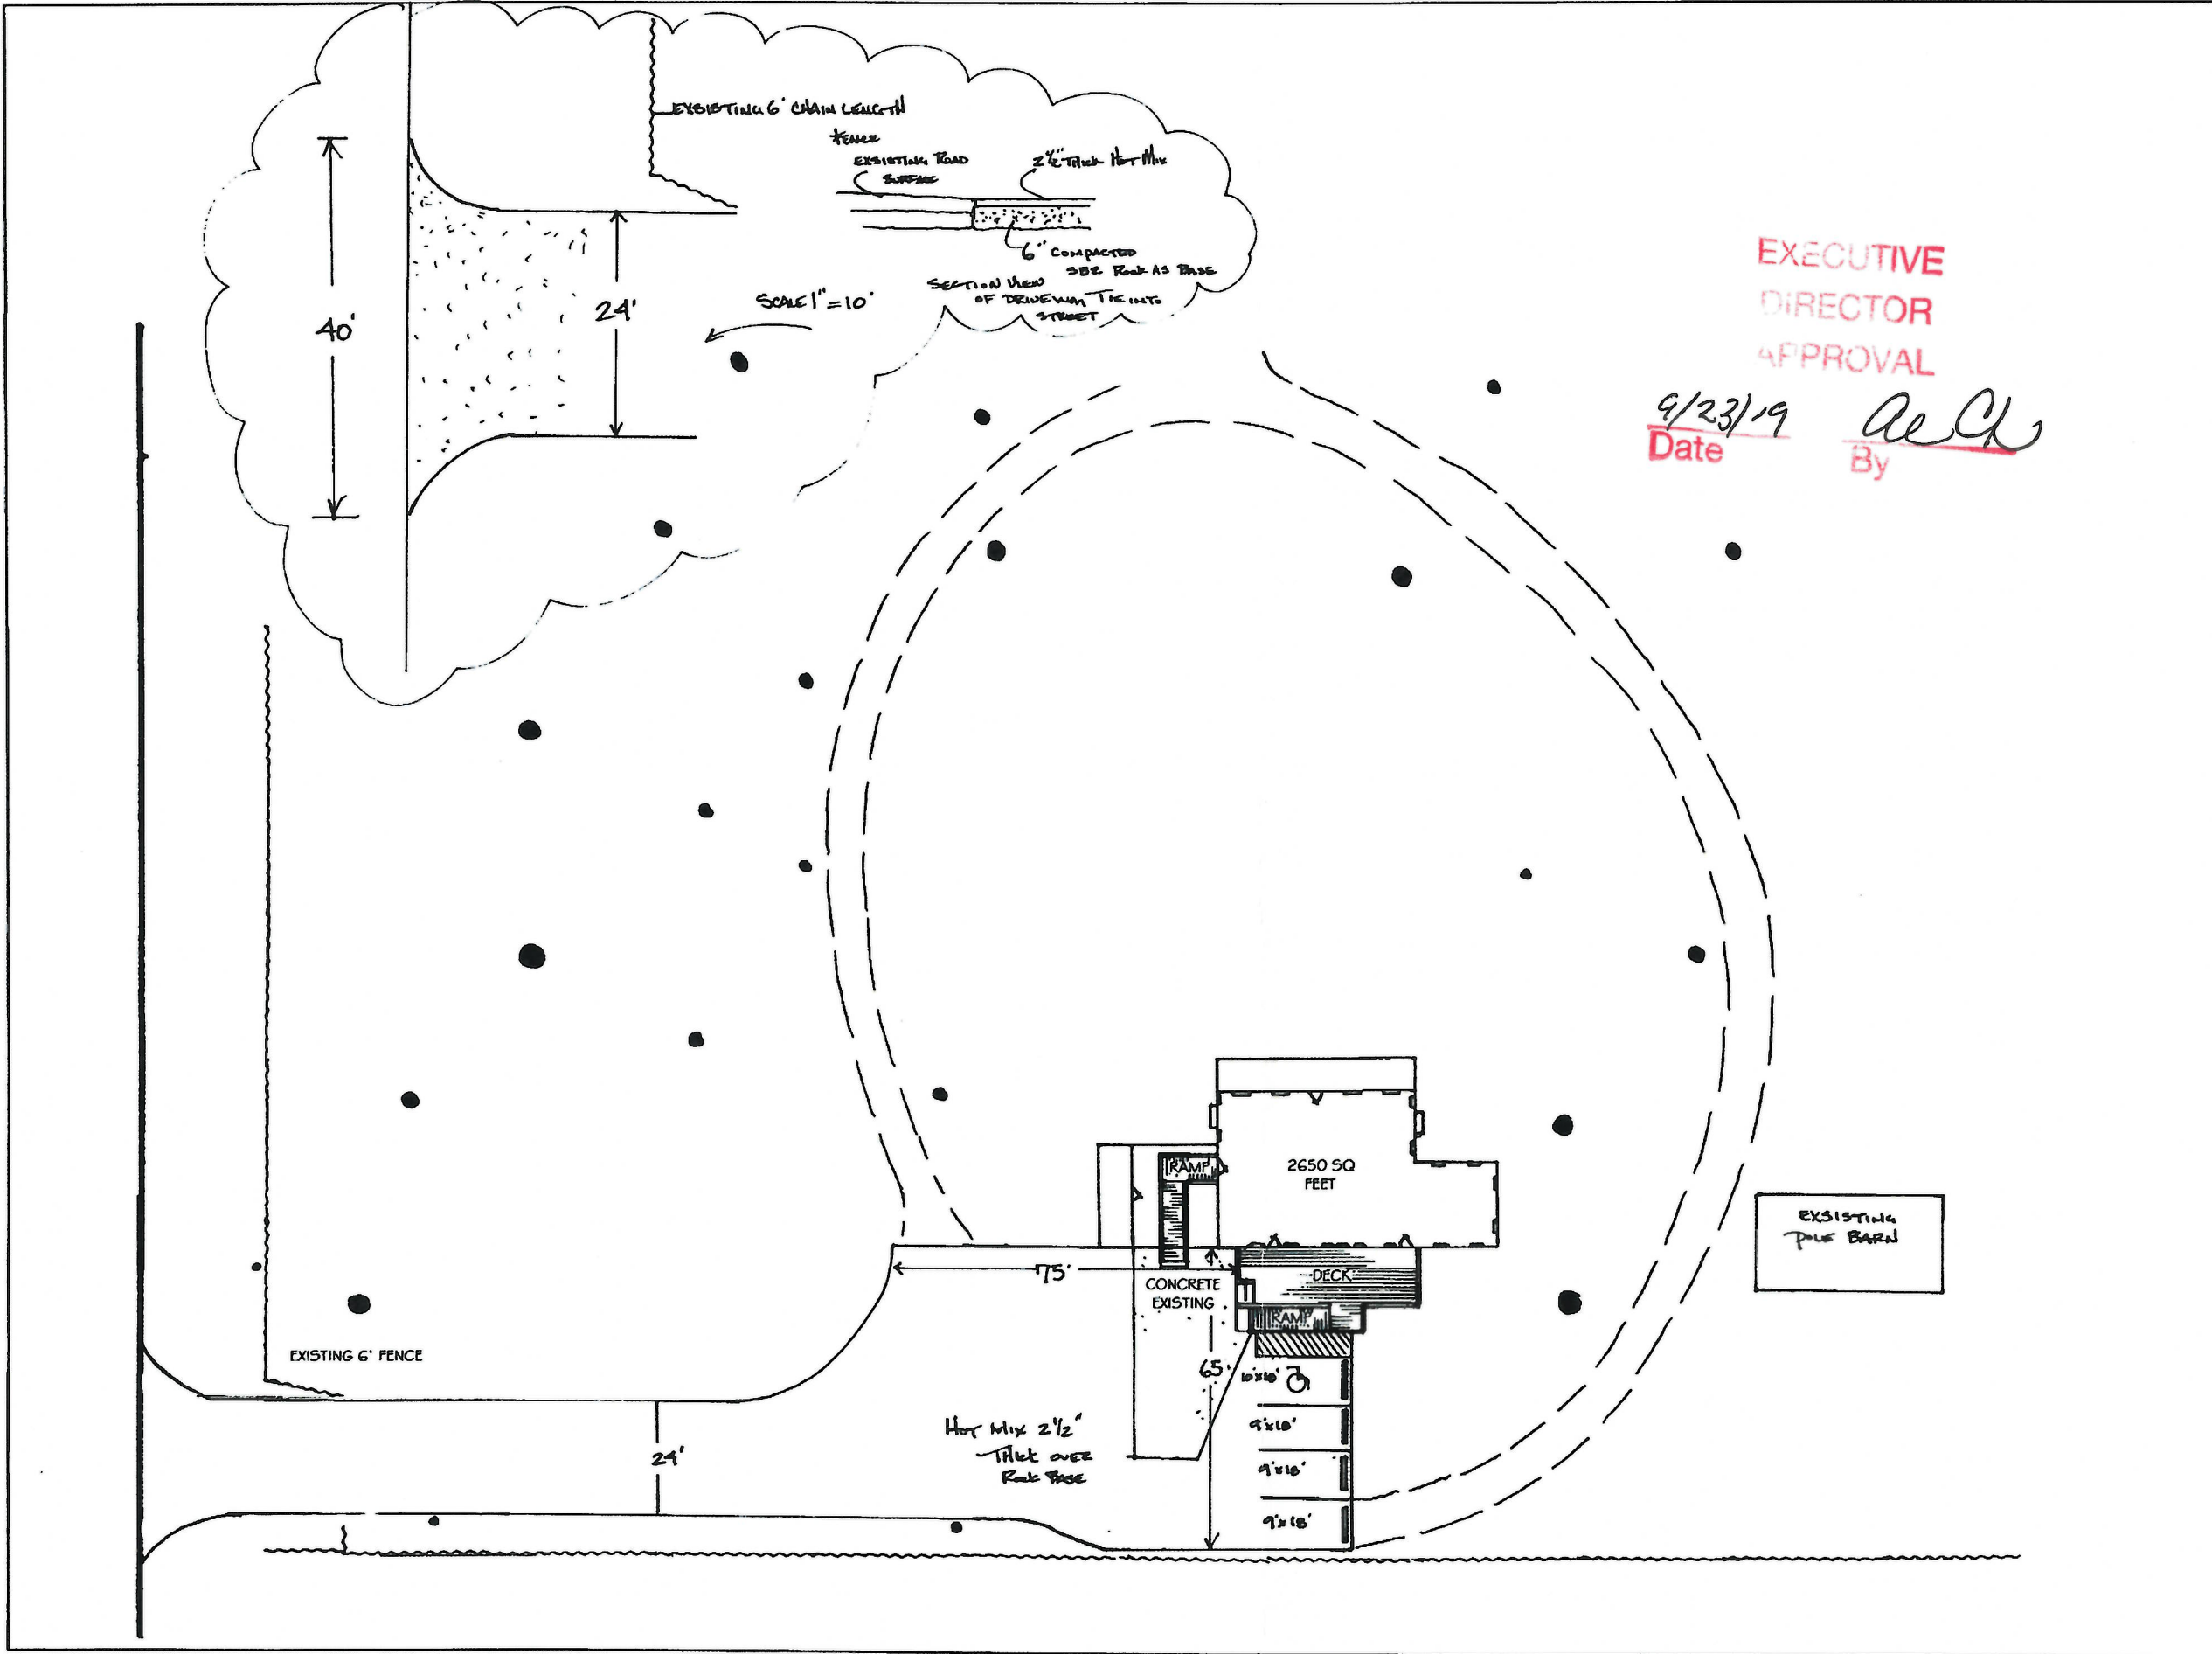 EXSISTING 6' CHAIN LENGTH
FENCE
EXSISTING ROAD
SURFACE
2½" THICK HOT MIX
6" COMPACTED
SB2 ROCK AS BASE
SECTION VIEW
OF DRIVEWAY TIE INTO
STREET
SCALE 1" = 10'
40'
24'
EXECUTIVE
DIRECTOR
APPROVAL
9/23/19
Date
By
RAMP
2650 SQ
FEET
EXSISTING
POLE BARN
75'
CONCRETE
EXISTING
DECK
RAMP
EXISTING 6' FENCE
65'
10'x18'
9'x18'
9'x18'
9'x18'
HOT MIX 2½"
THICK OVER
ROCK BASE
24'